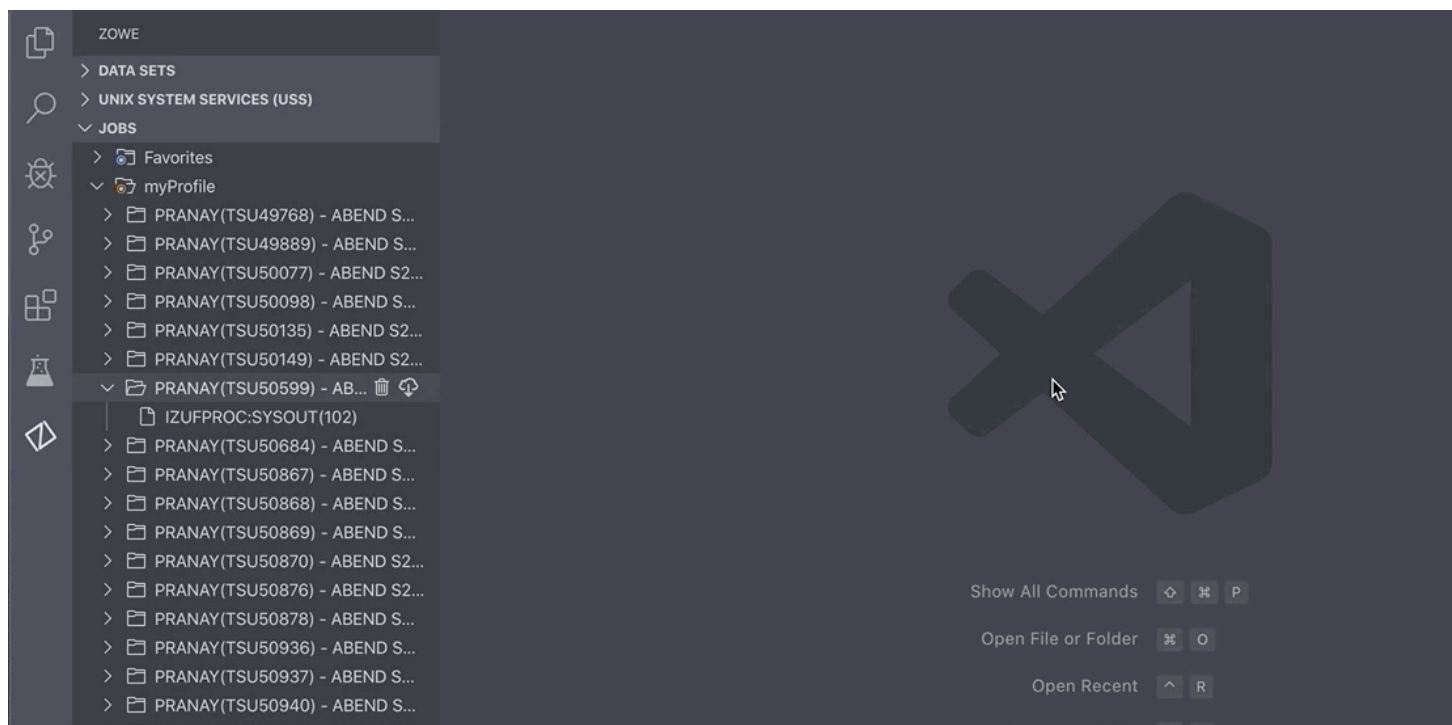 ZOWE
DATA SETS
UNIX SYSTEM SERVICES (USS)
JOBS
Favorites
myProfile
PRANAY(TSU49768) - ABEND S...
PRANAY(TSU49889) - ABEND S...
PRANAY(TSU50077) - ABEND S2...
PRANAY(TSU50098) - ABEND S...
PRANAY(TSU50135) - ABEND S2...
PRANAY(TSU50149) - ABEND S2...
PRANAY(TSU50599) - AB...
IZUFPROC:SYSOUT(102)
PRANAY(TSU50684) - ABEND S...
PRANAY(TSU50867) - ABEND S...
PRANAY(TSU50868) - ABEND S...
PRANAY(TSU50869) - ABEND S...
PRANAY(TSU50870) - ABEND S2...
PRANAY(TSU50876) - ABEND S2...
PRANAY(TSU50878) - ABEND S...
PRANAY(TSU50936) - ABEND S...
PRANAY(TSU50937) - ABEND S...
PRANAY(TSU50940) - ABEND S...
Show All Commands ⇧ ⌘ P
Open File or Folder ⌘ O
Open Recent ^ R